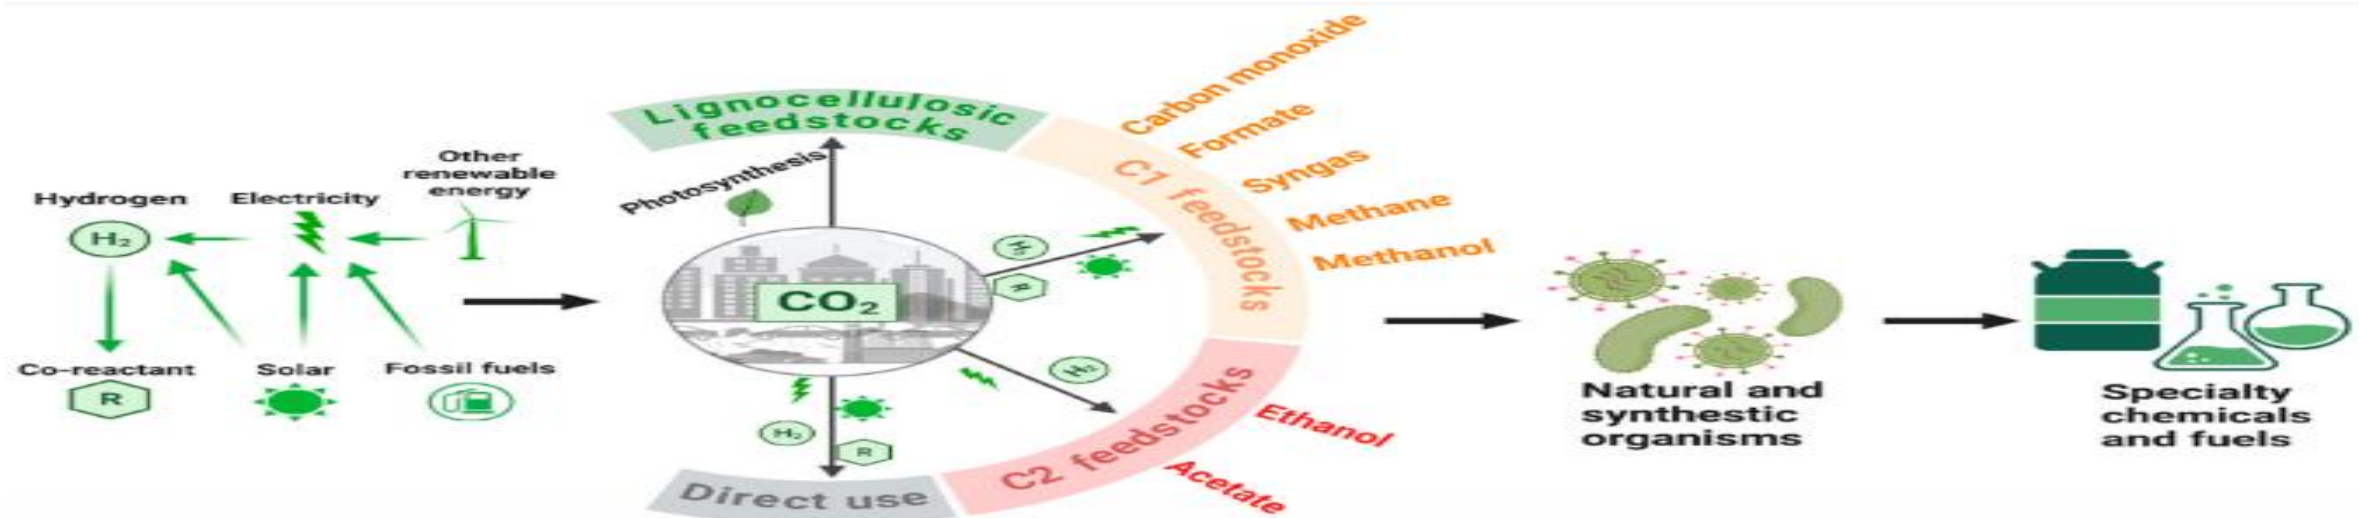 Other
renewable
energy
Hydrogen
Electricity
H₂
Co-reactant
Solar
Fossil fuels
R
Lignocellulosic
feedstocks
Photosynthesis
CO₂
H₂
R
H₂
H₂
R
C1 feedstocks
Carbon monoxide
Formate
Syngas
Methane
Methanol
C2 feedstocks
Ethanol
Acetate
Direct use
Natural and
synthestic
organisms
Specialty
chemicals
and fuels